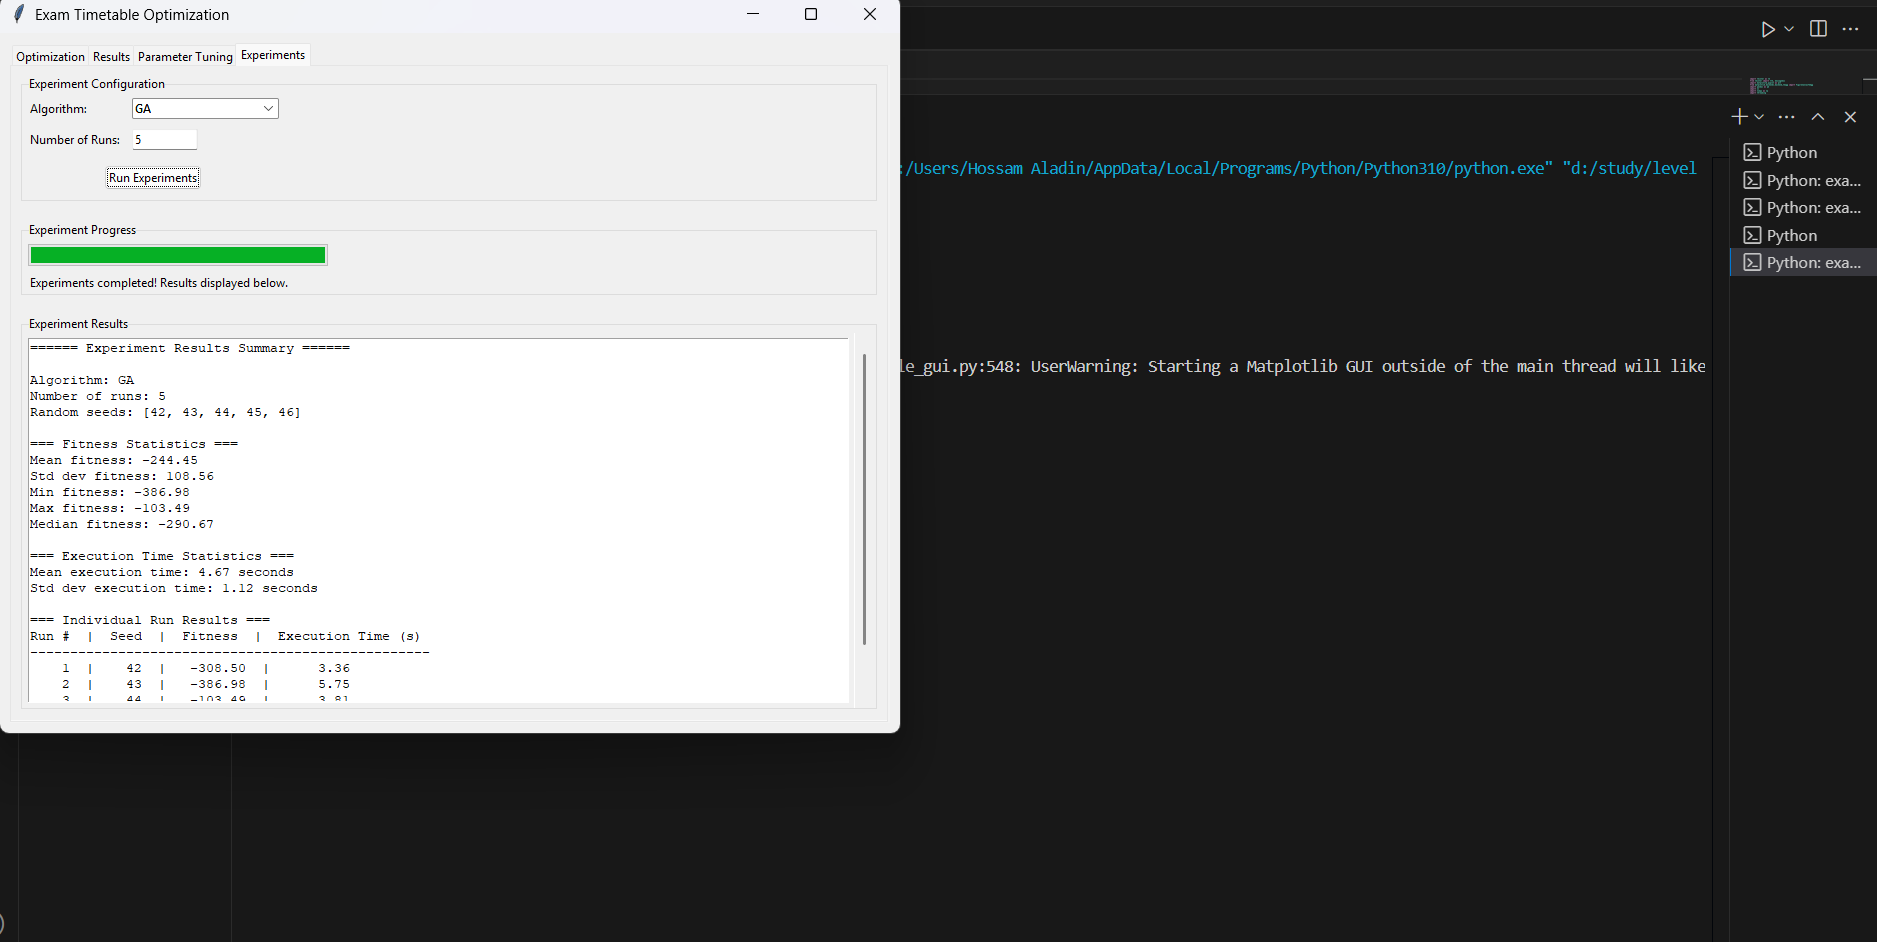 Exam Timetable Optimization
Optimization Results Parameter Tuning Experiments
Experiment Configuration
Algorithm: GA
Number of Runs: 5
Run Experiments
Experiment Progress
Experiments completed! Results displayed below.
Experiment Results
====== Experiment Results Summary ======
Algorithm: GA
Number of runs: 5
Random seeds: [42, 43, 44, 45, 46]
=== Fitness Statistics ===
Mean fitness: -244.45
Std dev fitness: 108.56
Min fitness: -386.98
Max fitness: -103.49
Median fitness: -290.67
=== Execution Time Statistics ===
Mean execution time: 4.67 seconds
Std dev execution time: 1.12 seconds
=== Individual Run Results ===
Run # | Seed | Fitness | Execution Time (s)
--------------------------------------------------
1 | 42 | -308.50 | 3.36
2 | 43 | -386.98 | 5.75
3 | 44 | -103.49 | 3.81
:/Users/Hossam Aladin/AppData/Local/Programs/Python/Python310/python.exe" "d:/study/level
le_gui.py:548: UserWarning: Starting a Matplotlib GUI outside of the main thread will like
Python
Python: exa...
Python: exa...
Python
Python: exa...